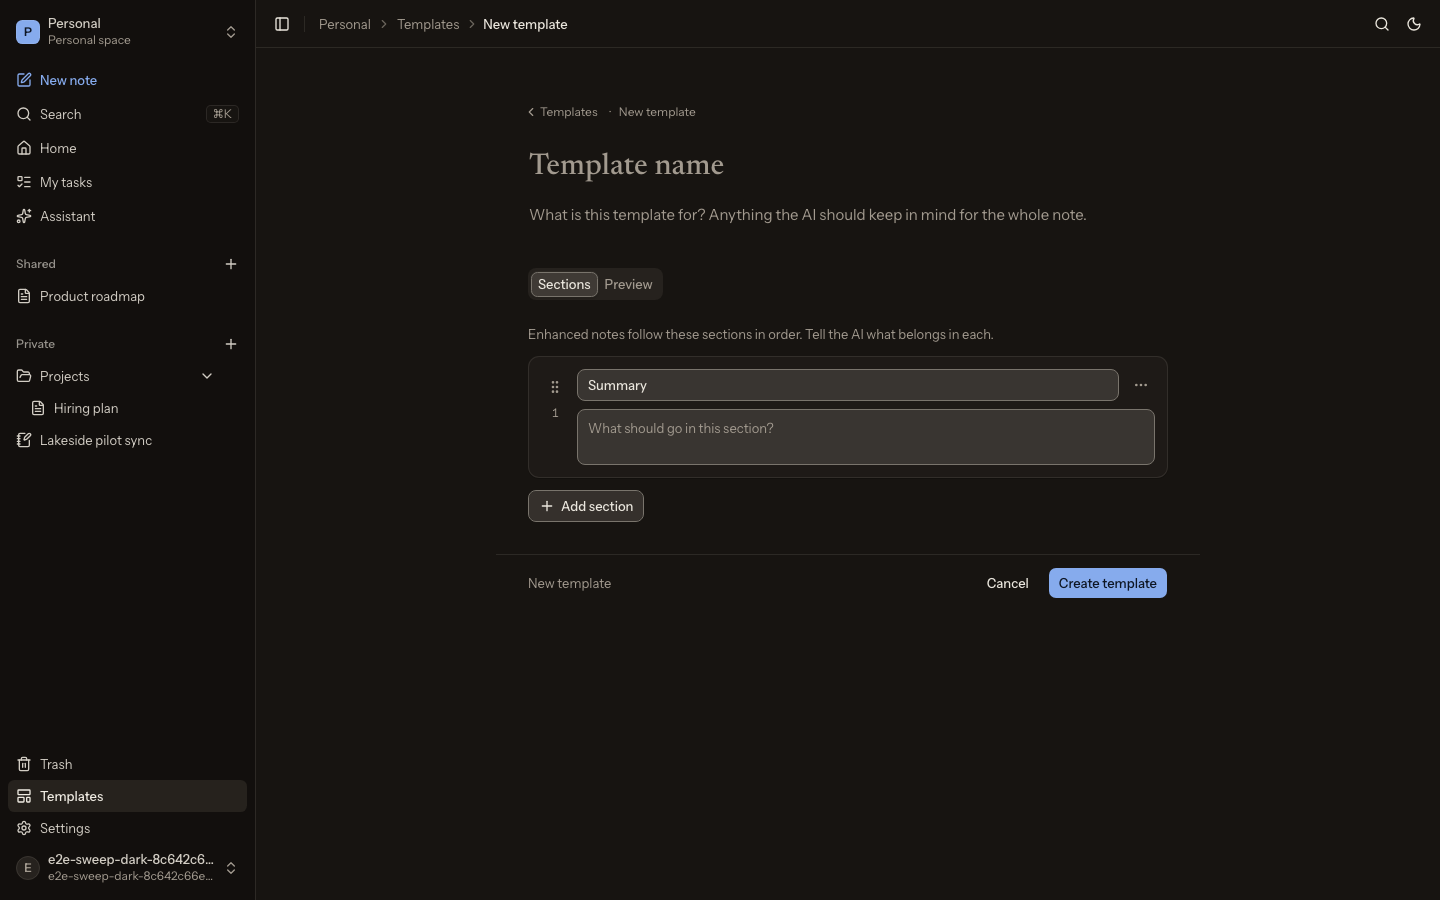 P
Personal
Personal space
New note
Search
⌘K
Home
My tasks
Assistant
Shared
Product roadmap
Private
Projects
Hiring plan
Lakeside pilot sync
Trash
Templates
Settings
E
e2e-sweep-dark-8c642c6...
e2e-sweep-dark-8c642c66e...
Personal > Templates > New template
Templates · New template
Template name
What is this template for? Anything the AI should keep in mind for the whole note.
Sections Preview
Enhanced notes follow these sections in order. Tell the AI what belongs in each.
Summary
1
What should go in this section?
Add section
New template
Cancel
Create template